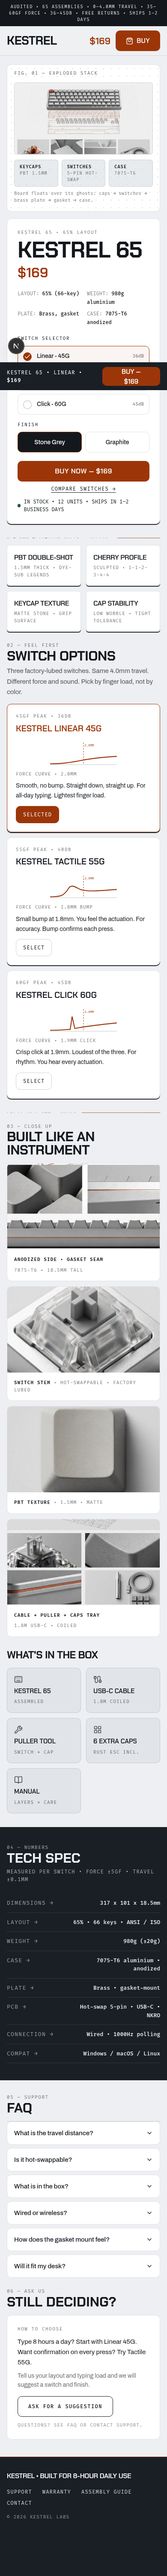 AUDITED • 65 ASSEMBLIES • 0–4.0MM TRAVEL • 35–
60GF FORCE • 36–45DB • FREE RETURNS • SHIPS 1–2
DAYS
KESTREL
$169
BUY
FIG. 01 — EXPLODED STACK
KEYCAPS
PBT 1.5MM
SWITCHES
5-PIN HOT-
SWAP
CASE
7075-T6
Board floats over its ghosts: caps → switches →
brass plate → gasket → case.
KESTREL 65 • 65% LAYOUT
KESTREL 65
$169
LAYOUT: 65% (66-key)
WEIGHT: 980g
aluminium
PLATE: Brass, gasket
CASE: 7075-T6
anodized
SWITCH SELECTOR
Linear · 45G
36dB
N
KESTREL 65 • LINEAR •
$169
BUY —
$169
Click · 60G
45dB
FINISH
Stone Grey
Graphite
BUY NOW — $169
COMPARE SWITCHES →
IN STOCK • 12 UNITS • SHIPS IN 1–2
BUSINESS DAYS
PBT DOUBLE-SHOT
1.5MM THICK • DYE-
SUB LEGENDS
CHERRY PROFILE
SCULPTED • 1-1-2-
3-4-4
KEYCAP TEXTURE
MATTE STONE • GRIP
SURFACE
CAP STABILITY
LOW WOBBLE • TIGHT
TOLERANCE
02 — FEEL FIRST
SWITCH OPTIONS
Three factory-lubed switches. Same 4.0mm travel.
Different force and sound. Pick by finger load, not by
color.
45GF PEAK • 36DB
KESTREL LINEAR 45G
FORCE CURVE • 2.0MM
Smooth, no bump. Straight down, straight up. For
all-day typing. Lightest finger load.
SELECTED
55GF PEAK • 40DB
KESTREL TACTILE 55G
FORCE CURVE • 1.8MM BUMP
Small bump at 1.8mm. You feel the actuation. For
accuracy. Bump confirms each press.
SELECT
60GF PEAK • 45DB
KESTREL CLICK 60G
FORCE CURVE • 1.9MM CLICK
Crisp click at 1.9mm. Loudest of the three. For
rhythm. You hear every actuation.
SELECT
03 — CLOSE UP
BUILT LIKE AN
INSTRUMENT
ANODIZED SIDE + GASKET SEAM
7075-T6 • 18.5MM TALL
SWITCH STEM • HOT-SWAPPABLE • FACTORY
LUBED
PBT TEXTURE • 1.5MM • MATTE
CABLE + PULLER + CAPS TRAY
1.8M USB-C • COILED
WHAT'S IN THE BOX
KESTREL 65
ASSEMBLED
USB-C CABLE
1.8M COILED
PULLER TOOL
SWITCH + CAP
6 EXTRA CAPS
RUST ESC INCL.
MANUAL
LAYERS + CARE
04 — NUMBERS
TECH SPEC
MEASURED PER SWITCH • FORCE ±5GF • TRAVEL
±0.1MM
DIMENSIONS →
317 x 101 x 18.5mm
LAYOUT →
65% • 66 keys • ANSI / ISO
WEIGHT →
980g (±20g)
CASE →
7075-T6 aluminium •
anodized
PLATE →
Brass • gasket-mount
PCB →
Hot-swap 5-pin • USB-C •
NKRO
CONNECTION →
Wired • 1000Hz polling
COMPAT →
Windows / macOS / Linux
05 — SUPPORT
FAQ
What is the travel distance?
Is it hot-swappable?
What is in the box?
Wired or wireless?
How does the gasket mount feel?
Will it fit my desk?
06 — ASK US
STILL DECIDING?
HOW TO CHOOSE
Type 8 hours a day? Start with Linear 45G.
Want confirmation on every press? Try Tactile
55G.
Tell us your layout and typing load and we will
suggest a switch and finish.
ASK FOR A SUGGESTION
QUESTIONS? SEE FAQ OR CONTACT SUPPORT.
KESTREL • BUILT FOR 8-HOUR DAILY USE
SUPPORT
WARRANTY
ASSEMBLY GUIDE
CONTACT
© 2026 KESTREL LABS